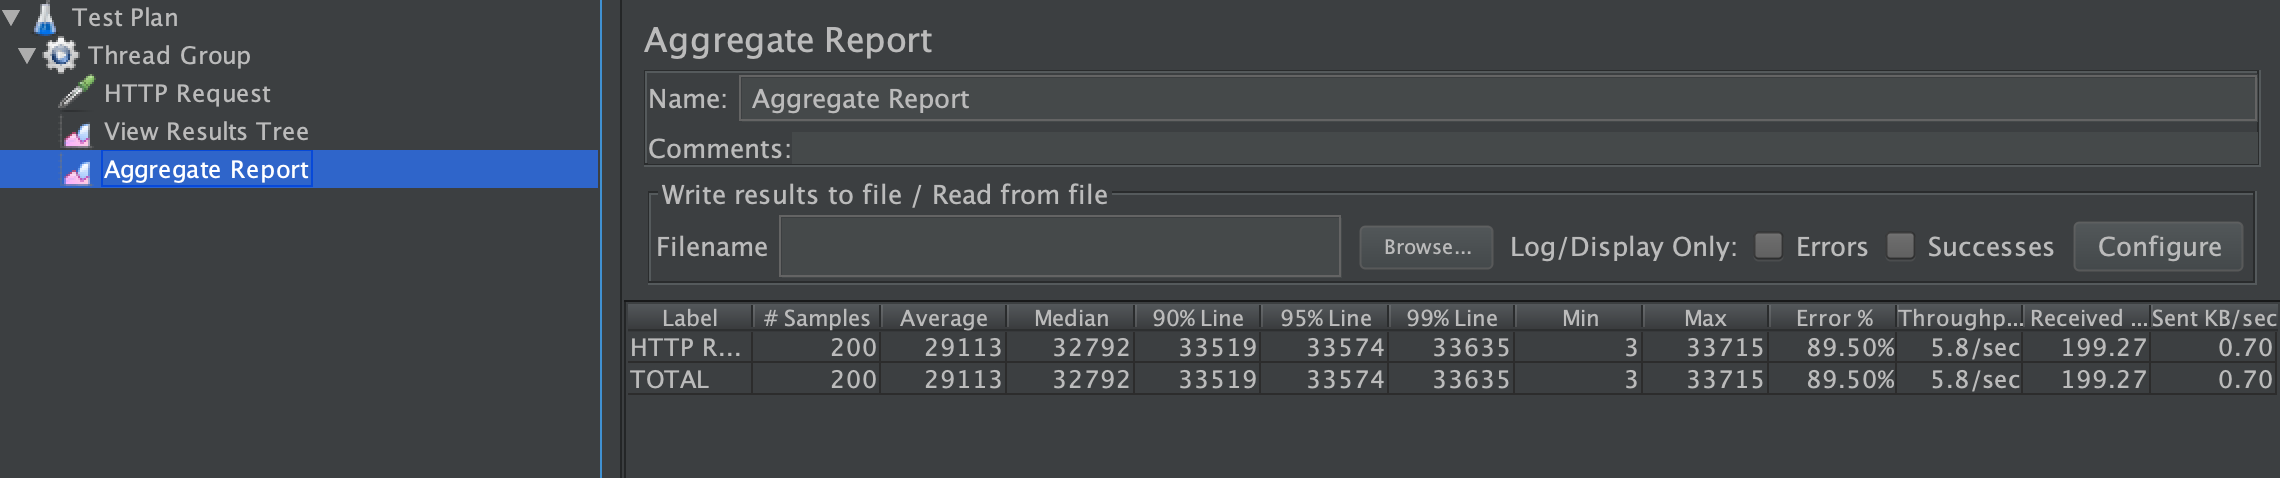 Test Plan
Thread Group
HTTP Request
View Results Tree
Aggregate Report
Aggregate Report
Name: Aggregate Report
Comments:
Write results to file / Read from file
Filename Browse... Log/Display Only: Errors Successes Configure
Label # Samples Average Median 90% Line 95% Line 99% Line Min Max Error % Throughp... Received ... Sent KB/sec
HTTP R... 200 29113 32792 33519 33574 33635 3 33715 89.50% 5.8/sec 199.27 0.70
TOTAL 200 29113 32792 33519 33574 33635 3 33715 89.50% 5.8/sec 199.27 0.70